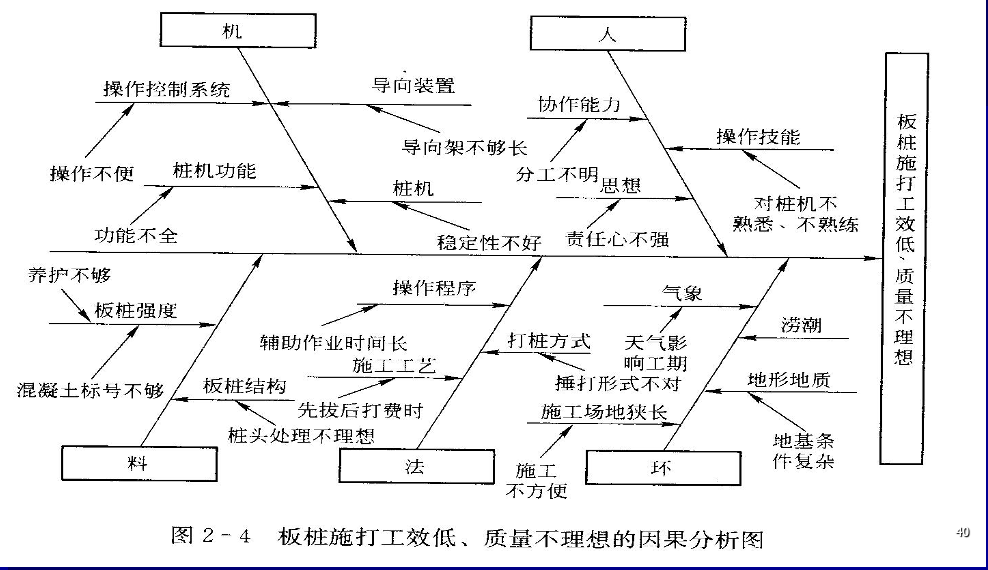 机
人
操作控制系统
导向装置
协作能力
操作技能
操作不便
导向架不够长
分工不明
桩机功能
桩机
思想
对桩机不
熟悉、不熟练
功能不全
稳定性不好
责任心不强
板桩施打工效低、质量不理想
养护不够
板桩强度
操作程序
气象
涝潮
辅助作业时间长
打桩方式
天气影
响工期
混凝土标号不够
板桩结构
施工工艺
捶打形式不对
地形地质
先拔后打费时
施工场地狭长
桩头处理不理想
地基条
件复杂
施工
不方便
料
法
环
图 2-4 板桩施打工效低、质量不理想的因果分析图
40